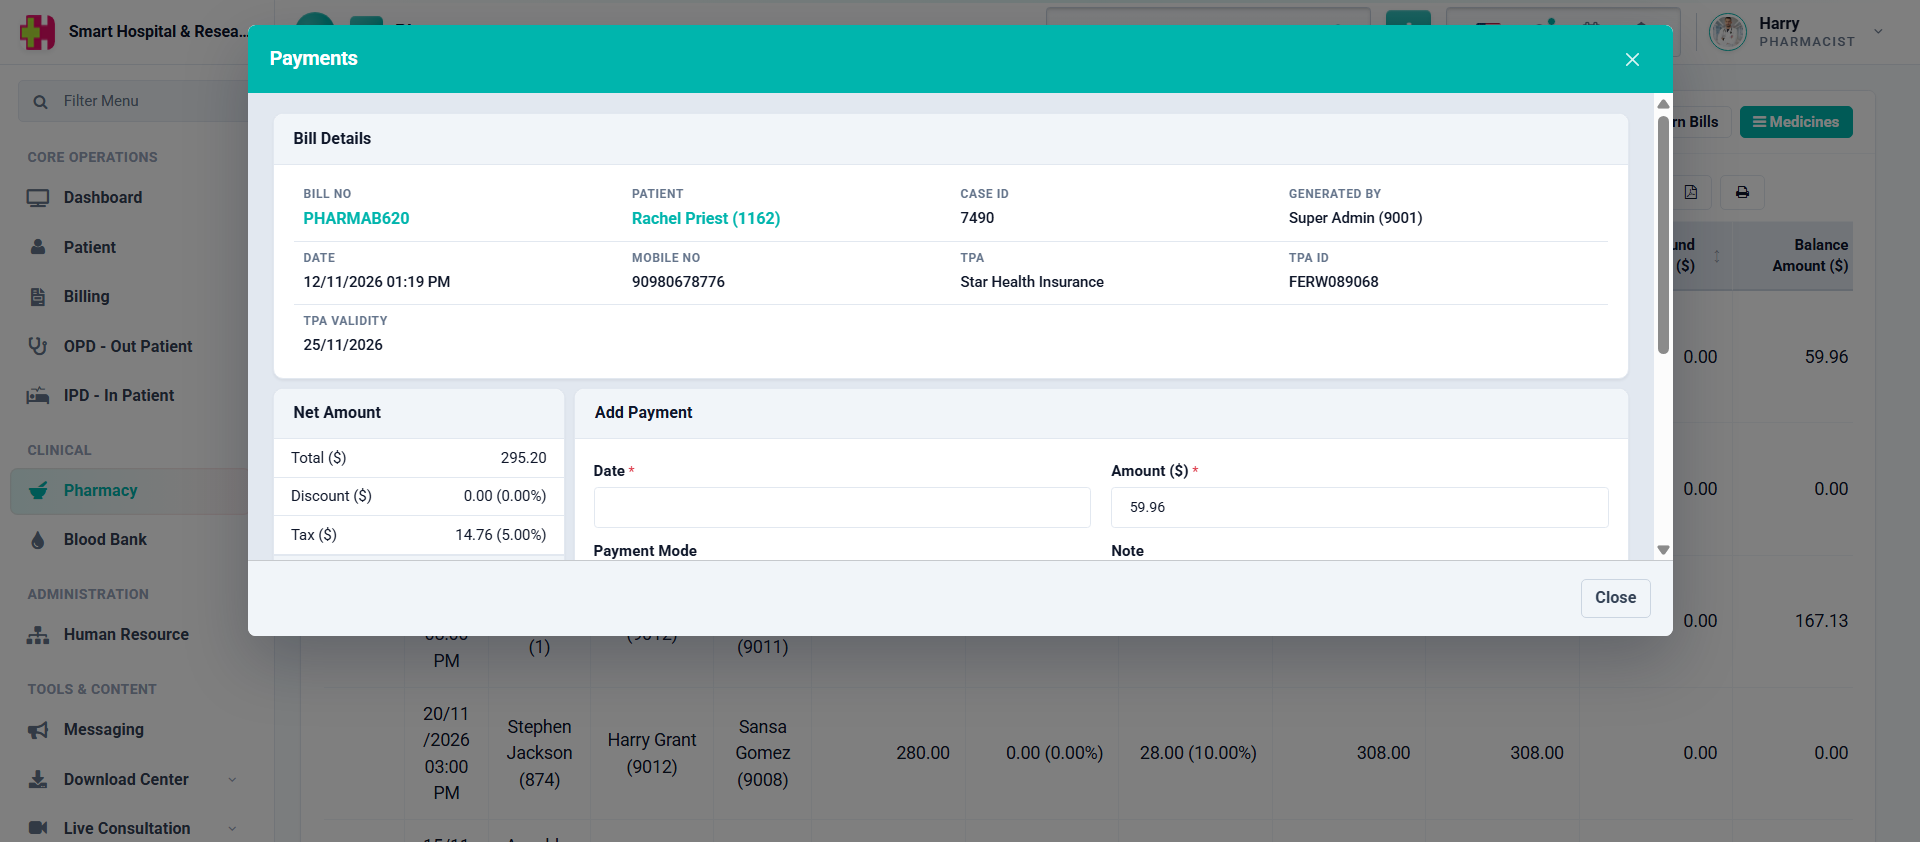 Smart Hospital & Resea...
Harry
PHARMACIST
Payments
Filter Menu
CORE OPERATIONS
Dashboard
Patient
Billing
OPD - Out Patient
IPD - In Patient
CLINICAL
Pharmacy
Blood Bank
ADMINISTRATION
Human Resource
TOOLS & CONTENT
Messaging
Download Center
Live Consultation
Bill Details
BILL NO
PHARMAB620
PATIENT
Rachel Priest (1162)
CASE ID
7490
GENERATED BY
Super Admin (9001)
DATE
12/11/2026 01:19 PM
MOBILE NO
90980678776
TPA
Star Health Insurance
TPA ID
FERW089068
TPA VALIDITY
25/11/2026
Net Amount
Total ($) 295.20
Discount ($) 0.00 (0.00%)
Tax ($) 14.76 (5.00%)
Add Payment
Date *
Amount ($) *
59.96
Payment Mode
Note
Close
Bills
Medicines
($)
Balance
Amount ($)
0.00 59.96
0.00 0.00
0.00 167.13
PM
(1)
(9012)
(9011)
20/11
/2026
03:00
PM
Stephen
Jackson
(874)
Harry Grant
(9012)
Sansa
Gomez
(9008)
280.00 0.00 (0.00%) 28.00 (10.00%) 308.00 308.00 0.00 0.00